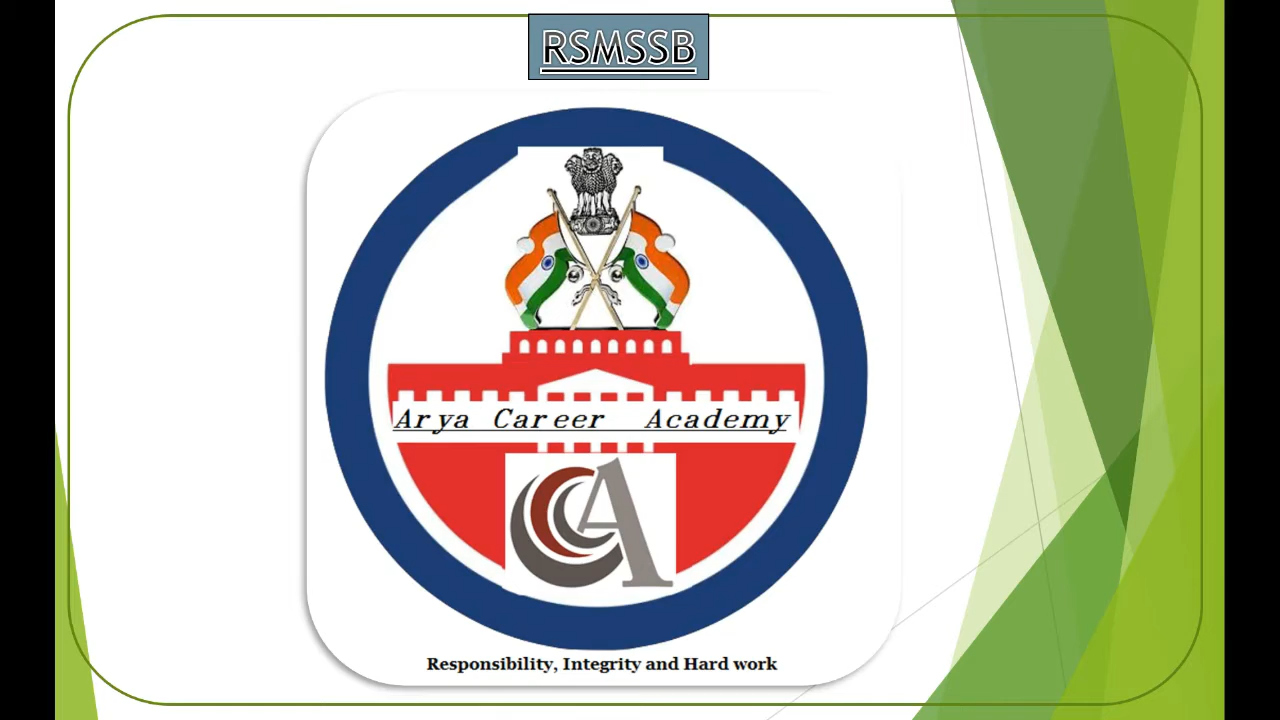 RSMSSB
Arya Career Academy
Responsibility, Integrity and Hard work